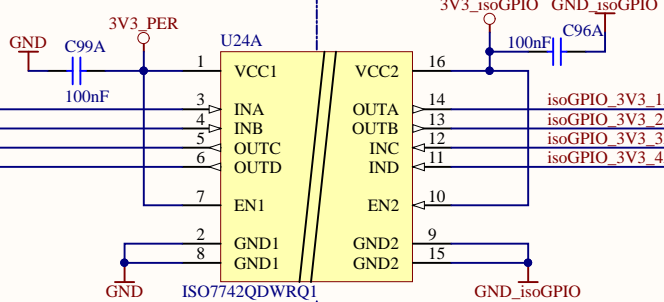 3V3_PER
3V3_isoGPIO
GND_isoGPIO
GND
C99A
100nF
U24A
100nF
C96A
1
VCC1
VCC2
16
3
INA
OUTA
14
isoGPIO_3V3_1
4
INB
OUTB
13
isoGPIO_3V3_2
5
OUTC
INC
12
isoGPIO_3V3_3
6
OUTD
IND
11
isoGPIO_3V3_4
7
EN1
EN2
10
2
GND1
GND2
9
8
GND1
GND2
15
GND
ISO7742QDWRQ1
GND_isoGPIO